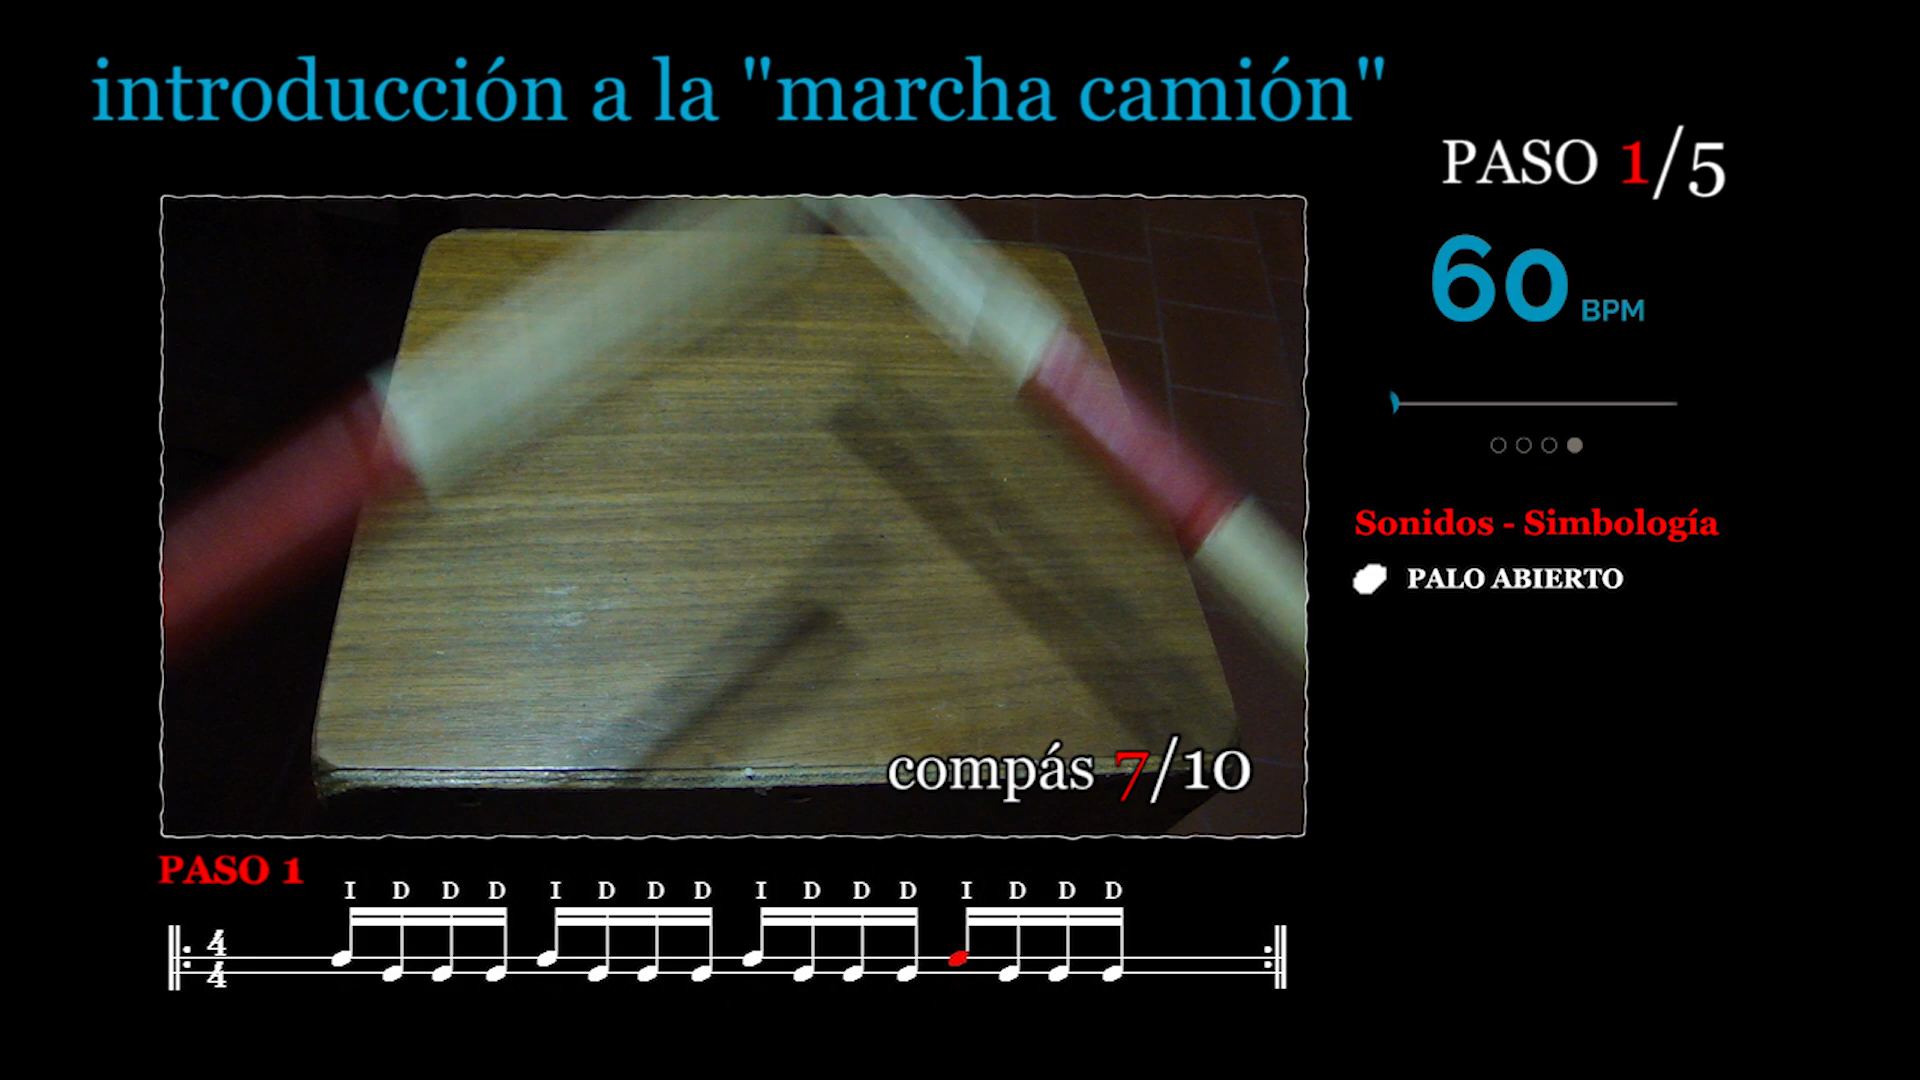 introducción a la "marcha camión"
PASO 1/5
60 BPM
Sonidos - Simbología
PALO ABIERTO
compás 7/10
PASO 1
I D D D I D D D I D D D I D D D
4
4